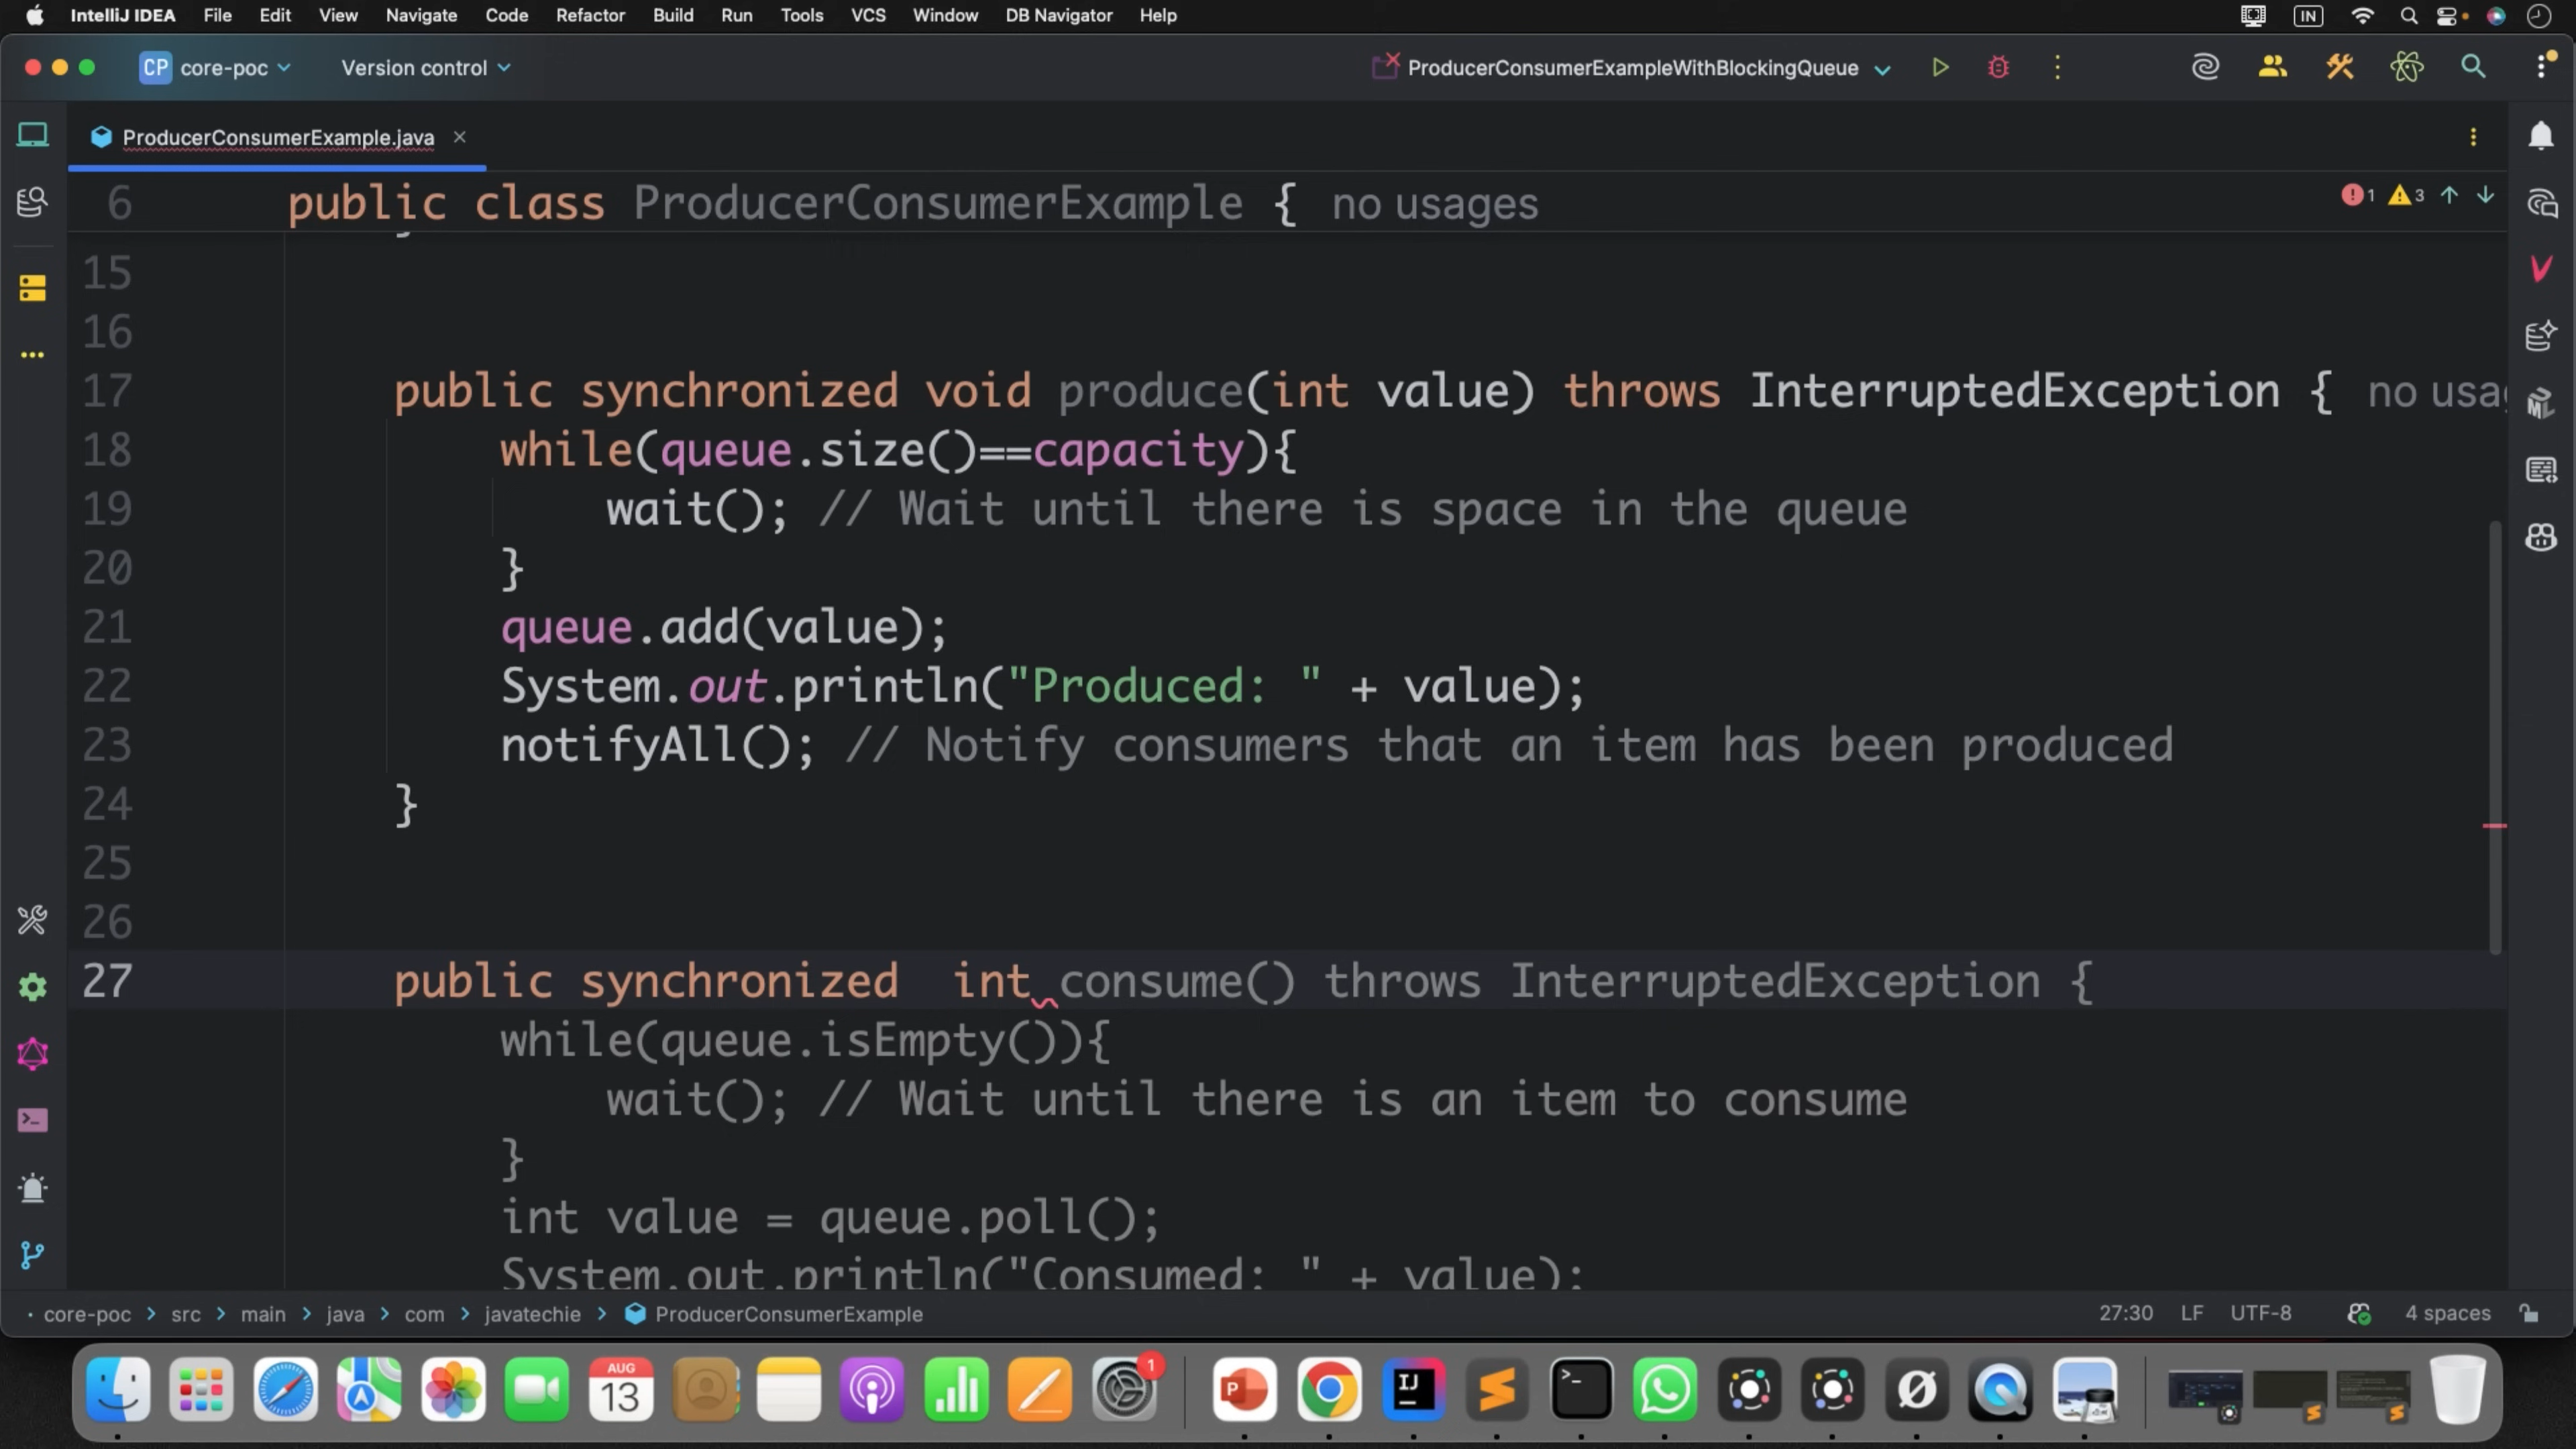 IntelliJ IDEA File Edit View Navigate Code Refactor Build Run Tools VCS Window DB Navigator Help IN
CP core-poc Version control ProducerConsumerExampleWithBlockingQueue
ProducerConsumerExample.java
6 public class ProducerConsumerExample { no usages 1 3
15
16
17 public synchronized void produce(int value) throws InterruptedException { no usag
18 while(queue.size()==capacity){
19 wait(); // Wait until there is space in the queue
20 }
21 queue.add(value);
22 System.out.println("Produced: " + value);
23 notifyAll(); // Notify consumers that an item has been produced
24 }
25
26
27 public synchronized  int consume() throws InterruptedException {
while(queue.isEmpty()){
wait(); // Wait until there is an item to consume
}
int value = queue.poll();
System.out.println("Consumed: " + value);
core-poc > src > main > java > com > javatechie > ProducerConsumerExample 27:30 LF UTF-8 4 spaces
AUG
13
1
P
IJ